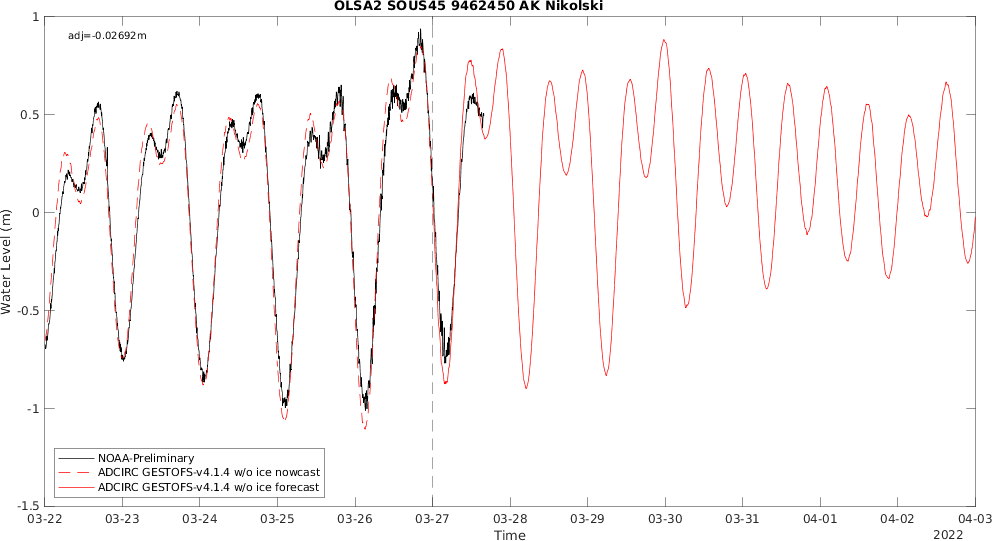 OLSA2 SOUS45 9462450 AK Nikolski
adj=-0.02692m
1
0.5
0
-0.5
-1
-1.5
Water Level (m)
NOAA-Preliminary
ADCIRC GESTOFS-v4.1.4 w/o ice nowcast
ADCIRC GESTOFS-v4.1.4 w/o ice forecast
03-22 03-23 03-24 03-25 03-26 03-27 03-28 03-29 03-30 03-31 04-01 04-02 04-03
Time
2022